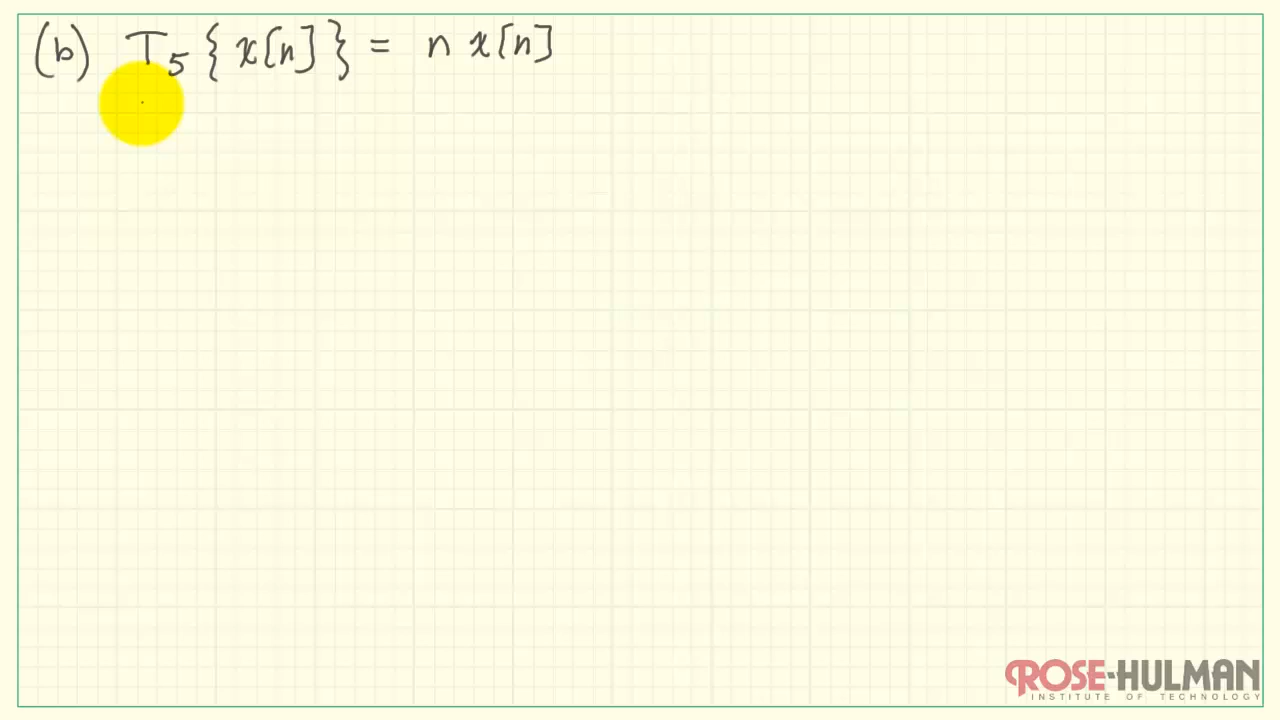 (b) T₅ { x[n] } = n x[n]
ROSE-HULMAN
INSTITUTE OF TECHNOLOGY